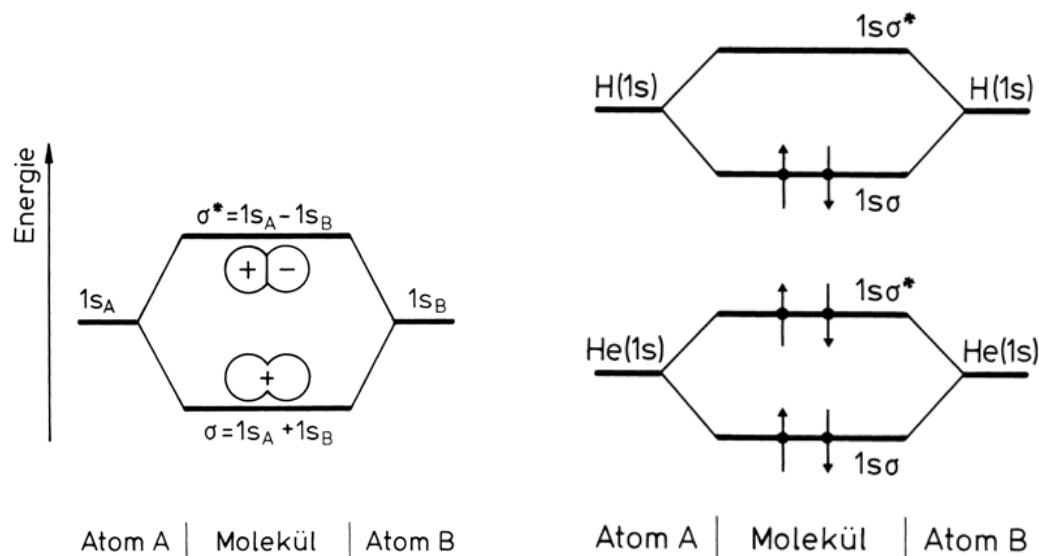 Energie
σ* = 1s_A − 1s_B
+ −
1s_A 1s_B
+
σ = 1s_A + 1s_B
Atom A | Molekül | Atom B
1sσ*
H(1s) H(1s)
1sσ
1sσ*
He(1s) He(1s)
1sσ
Atom A | Molekül | Atom B